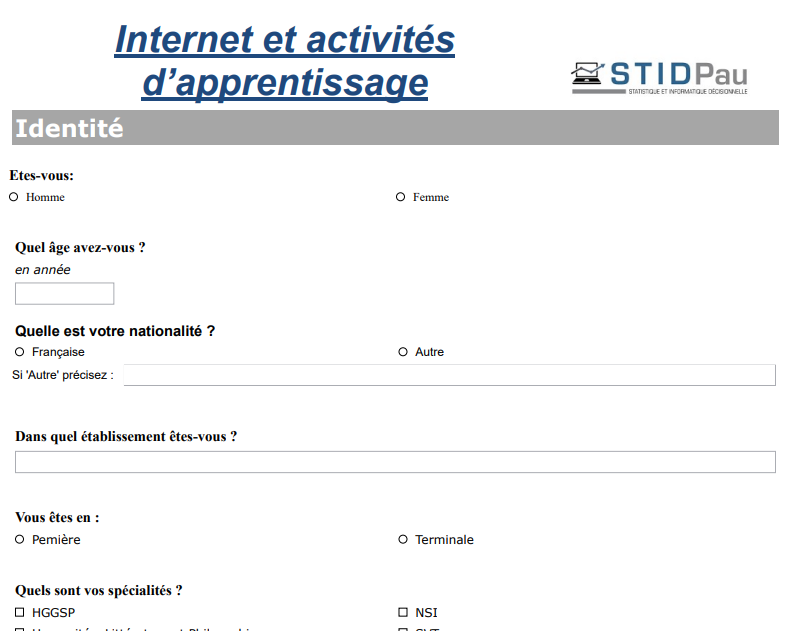 Internet et activités
d’apprentissage
STIDPau
STATISTIQUE ET INFORMATIQUE DÉCISIONNELLE
Identité
Etes-vous:
Homme
Femme
Quel âge avez-vous ?
en année
Quelle est votre nationalité ?
Française
Autre
Si 'Autre' précisez :
Dans quel établissement êtes-vous ?
Vous êtes en :
Pemière
Terminale
Quels sont vos spécialités ?
HGGSP
NSI